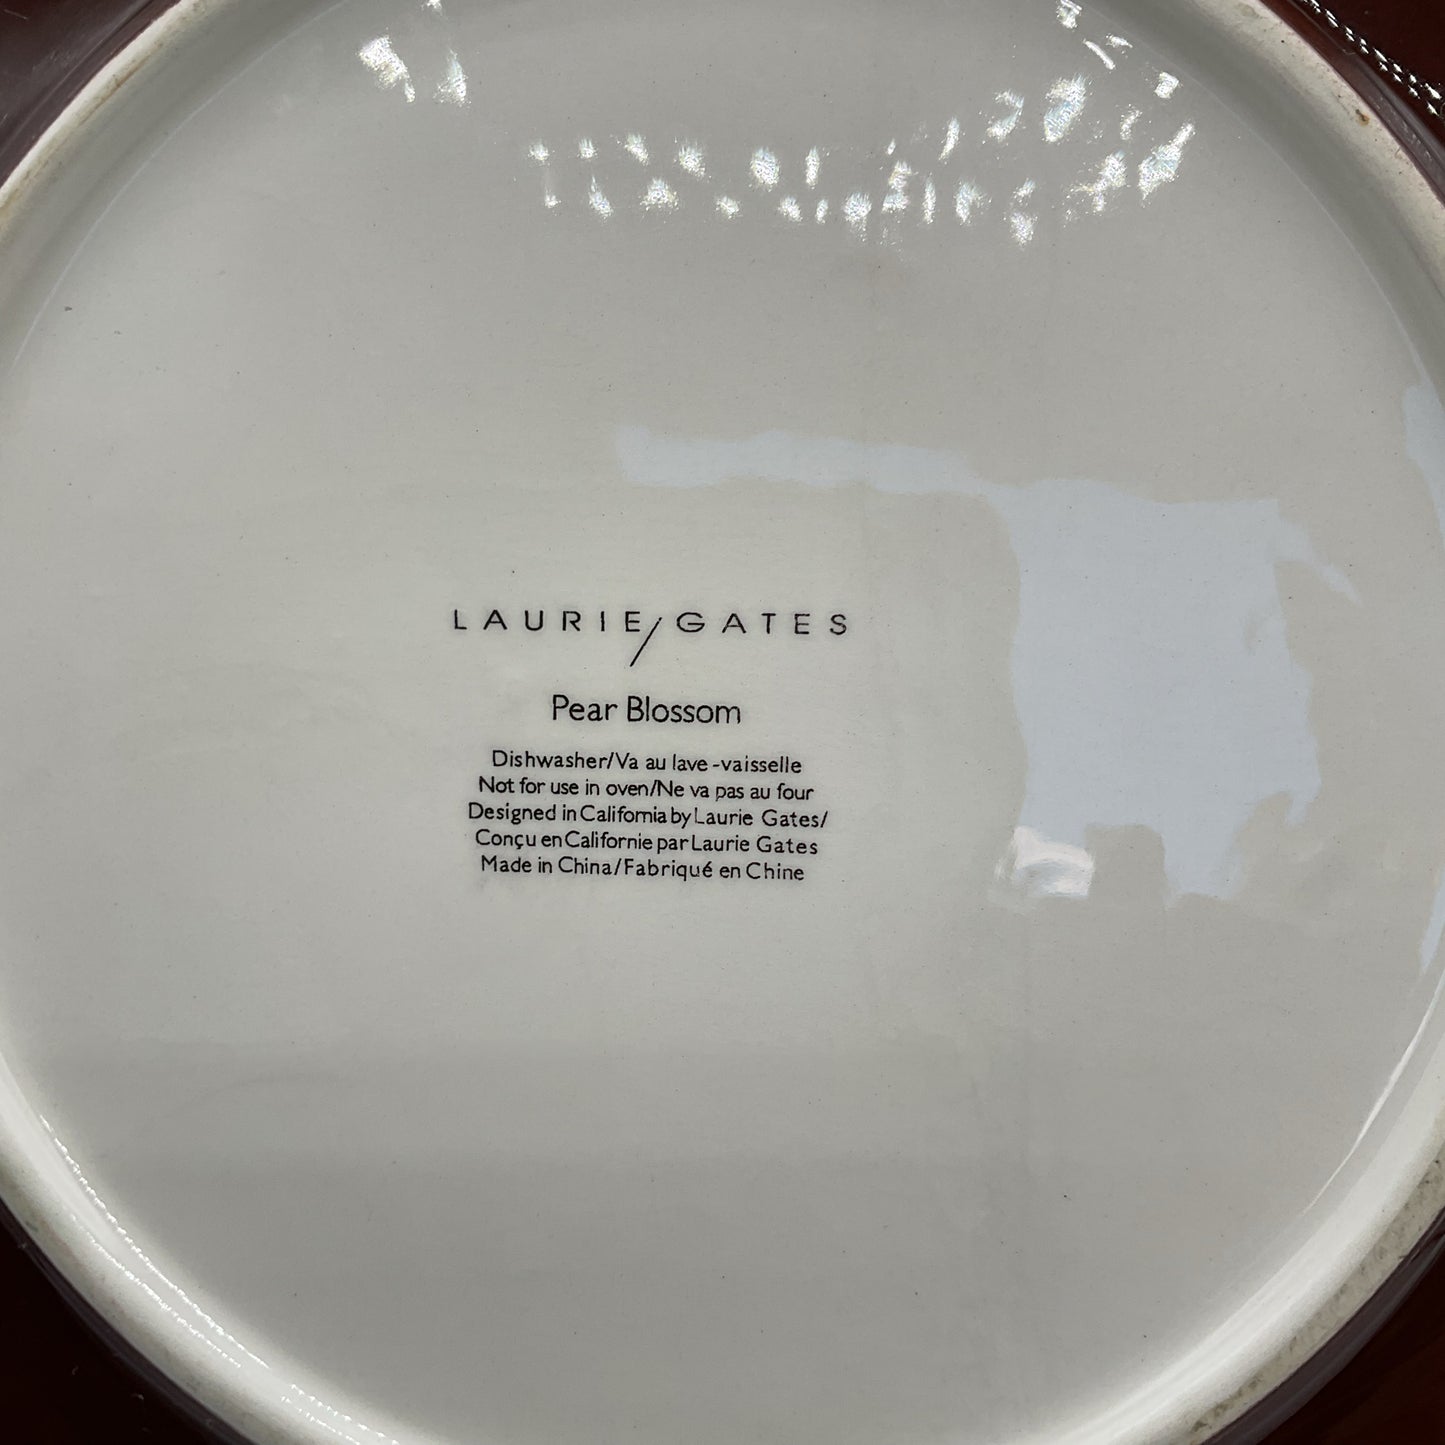 LAURIE/GATES
Pear Blossom
Dishwasher/Va au lave-vaisselle
Not for use in oven/Ne va pas au four
Designed in California by Laurie Gates/
Conçu en Californie par Laurie Gates
Made in China/Fabriqué en Chine